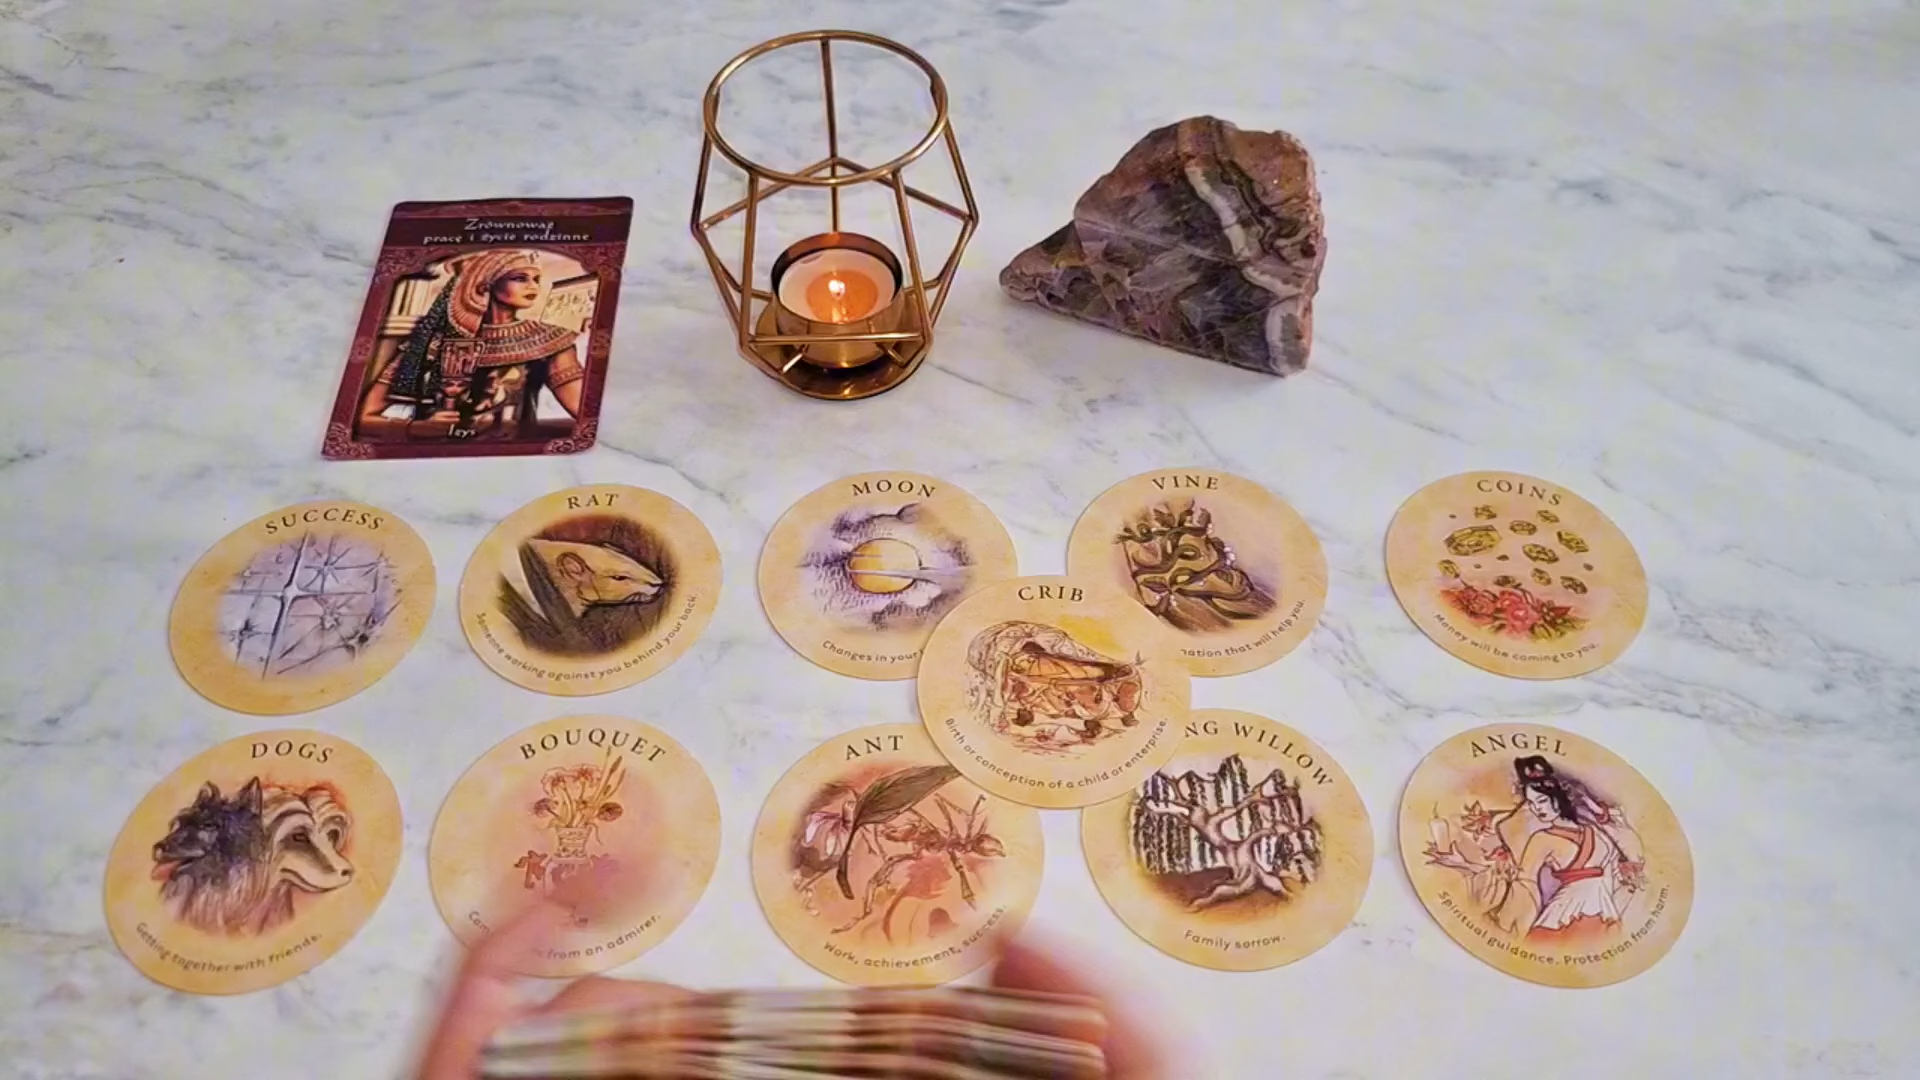 Zrównoważ
pracę i życie rodzinne
Izys
SUCCESS
RAT
Someone working against you behind your back.
MOON
Changes in your
VINE
that will help you.
COINS
Money will be coming to you.
CRIB
Birth or conception of a child or enterprise.
DOGS
Getting together with friends.
BOUQUET
from an admirer.
ANT
Work, achievement, success.
NG WILLOW
Family sorrow.
ANGEL
Spiritual guidance. Protection from harm.